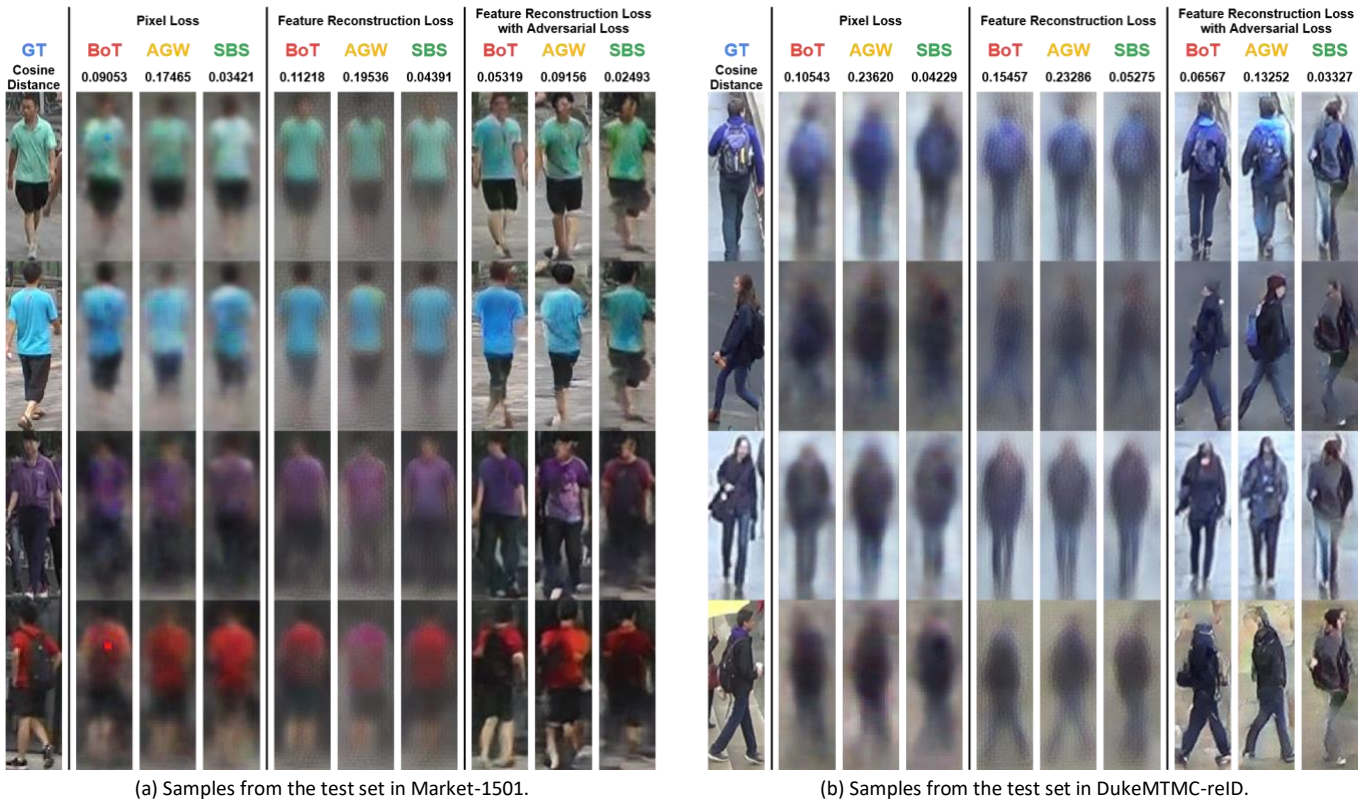 Pixel Loss
Feature Reconstruction Loss
Feature Reconstruction Loss
with Adversarial Loss
GT
BoT AGW SBS
BoT AGW SBS
BoT AGW SBS
Cosine
Distance
0.09053 0.17465 0.03421
0.11218 0.19536 0.04391
0.05319 0.09156 0.02493
(a) Samples from the test set in Market-1501.
Pixel Loss
Feature Reconstruction Loss
Feature Reconstruction Loss
with Adversarial Loss
GT
BoT AGW SBS
BoT AGW SBS
BoT AGW SBS
Cosine
Distance
0.10543 0.23620 0.04229
0.15457 0.23286 0.05275
0.06567 0.13252 0.03327
(b) Samples from the test set in DukeMTMC-reID.